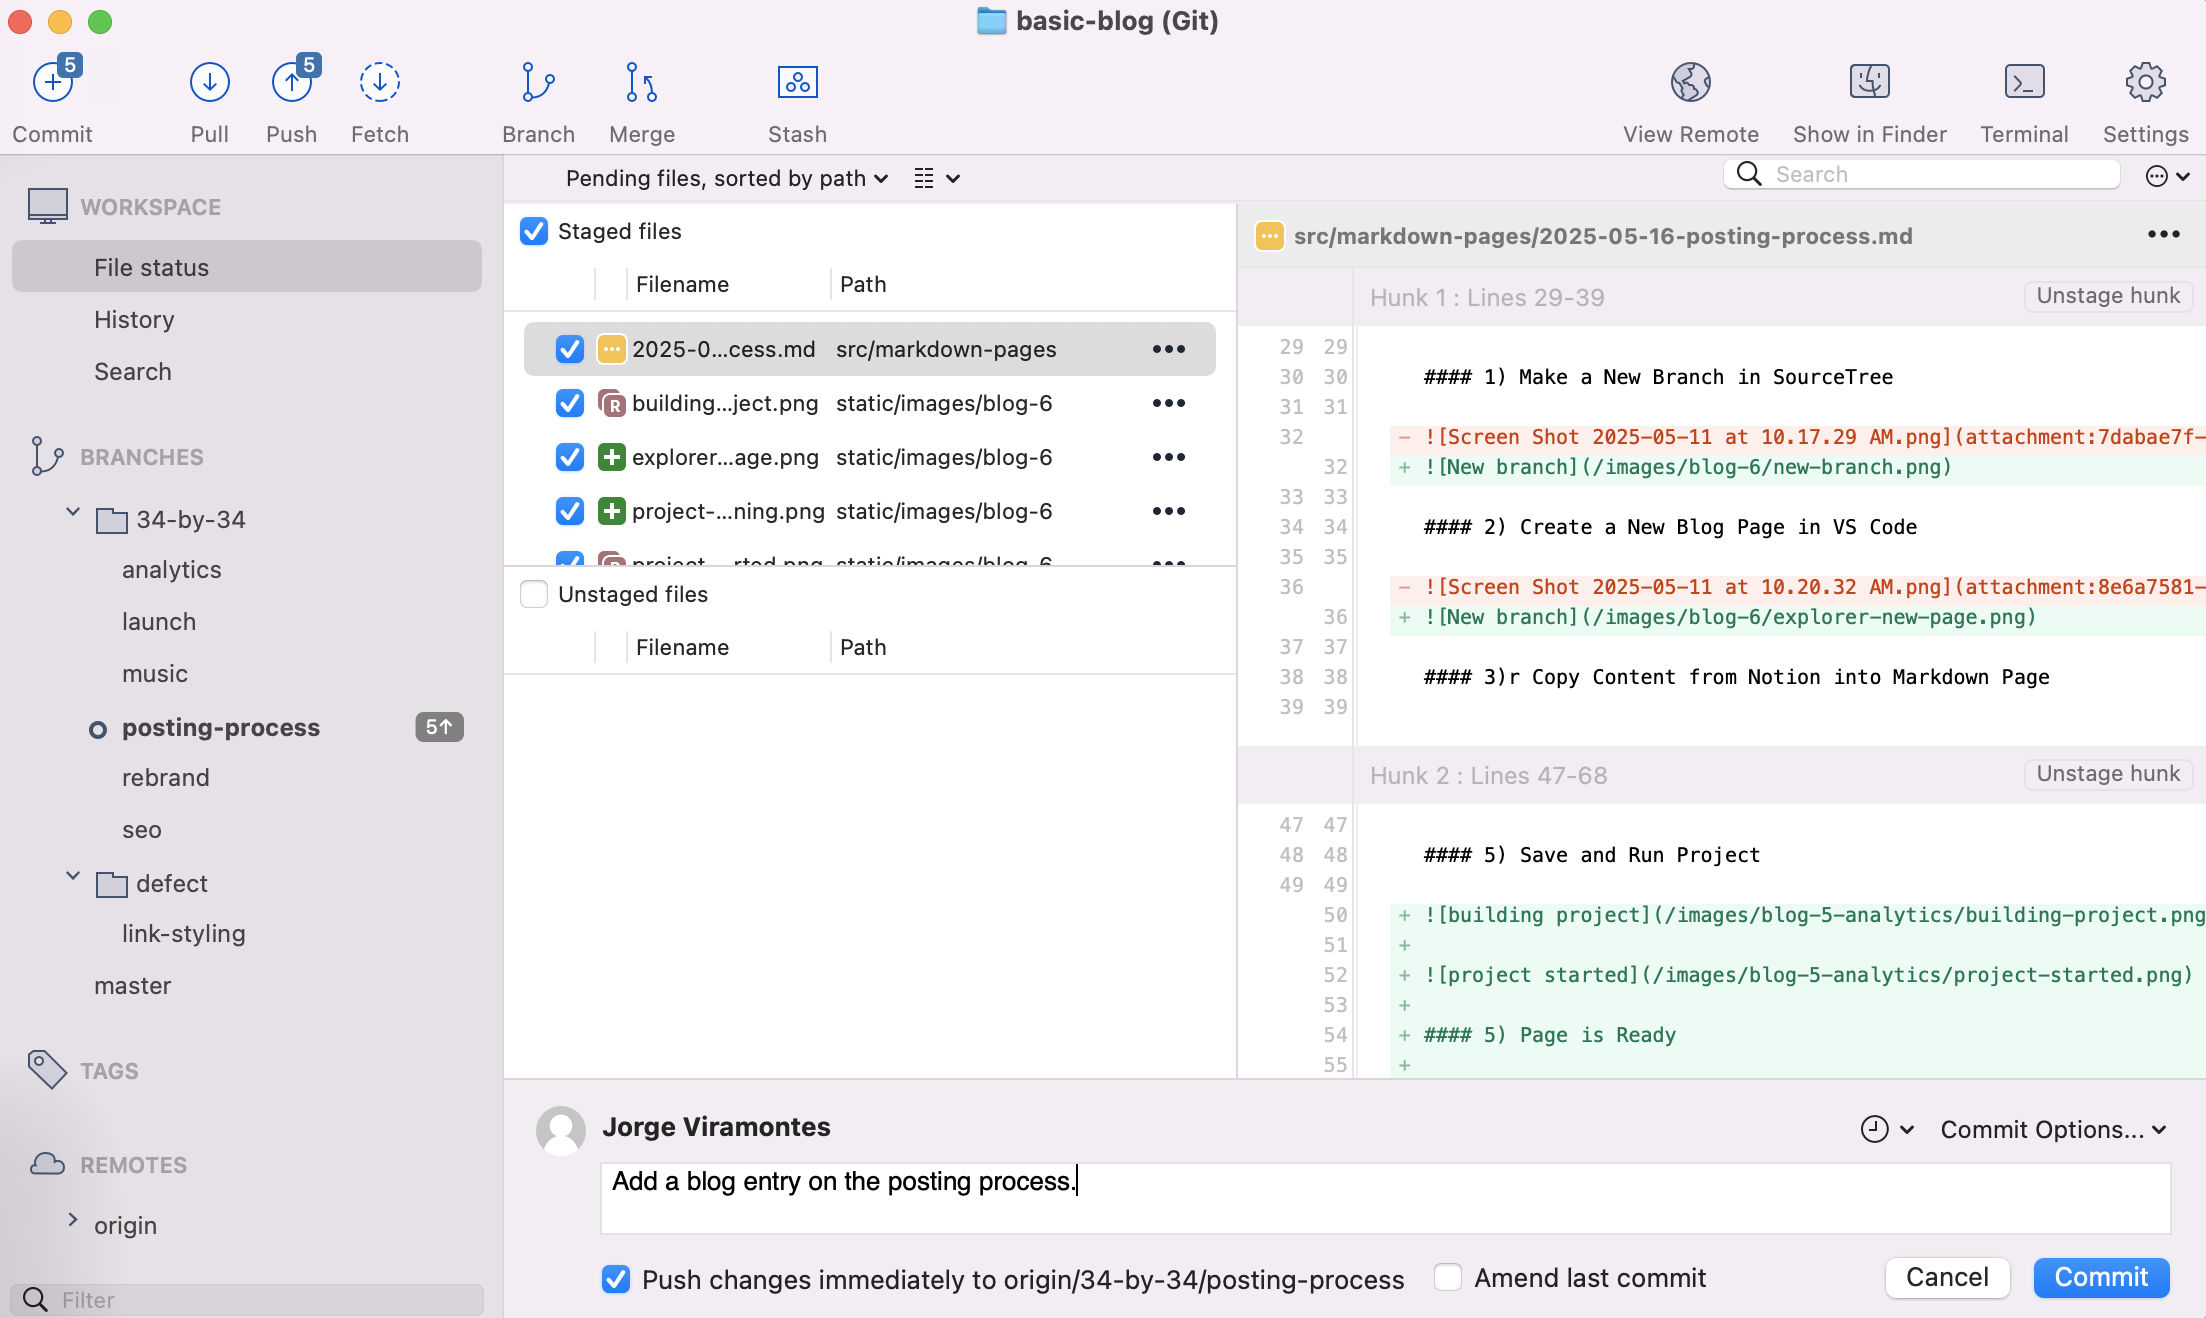 basic-blog (Git)
5
5
Commit
Pull
Push
Fetch
Branch
Merge
Stash
View Remote
Show in Finder
Terminal
Settings
WORKSPACE
File status
History
Search
BRANCHES
34-by-34
analytics
launch
music
posting-process 5↑
rebrand
seo
defect
link-styling
master
TAGS
REMOTES
origin
Filter
Pending files, sorted by path
Search
Staged files
Filename Path
2025-0...cess.md src/markdown-pages
R building...ject.png static/images/blog-6
explorer...age.png static/images/blog-6
project-...ning.png static/images/blog-6
project-...rted.png static/images/blog-6
Unstaged files
Filename Path
src/markdown-pages/2025-05-16-posting-process.md
Hunk 1 : Lines 29-39 Unstage hunk
29 29
30 30 #### 1) Make a New Branch in SourceTree
31 31
32 - ![Screen Shot 2025-05-11 at 10.17.29 AM.png](attachment:7dabae7f-
32 + ![New branch](/images/blog-6/new-branch.png)
33 33
34 34 #### 2) Create a New Blog Page in VS Code
35 35
36 - ![Screen Shot 2025-05-11 at 10.20.32 AM.png](attachment:8e6a7581-
36 + ![New branch](/images/blog-6/explorer-new-page.png)
37 37
38 38 #### 3)r Copy Content from Notion into Markdown Page
39 39
Hunk 2 : Lines 47-68 Unstage hunk
47 47
48 48 #### 5) Save and Run Project
49 49
50 + ![building project](/images/blog-5-analytics/building-project.png
51 +
52 + ![project started](/images/blog-5-analytics/project-started.png)
53 +
54 + #### 5) Page is Ready
55 +
Jorge Viramontes
Commit Options...
Add a blog entry on the posting process.
Push changes immediately to origin/34-by-34/posting-process
Amend last commit
Cancel
Commit